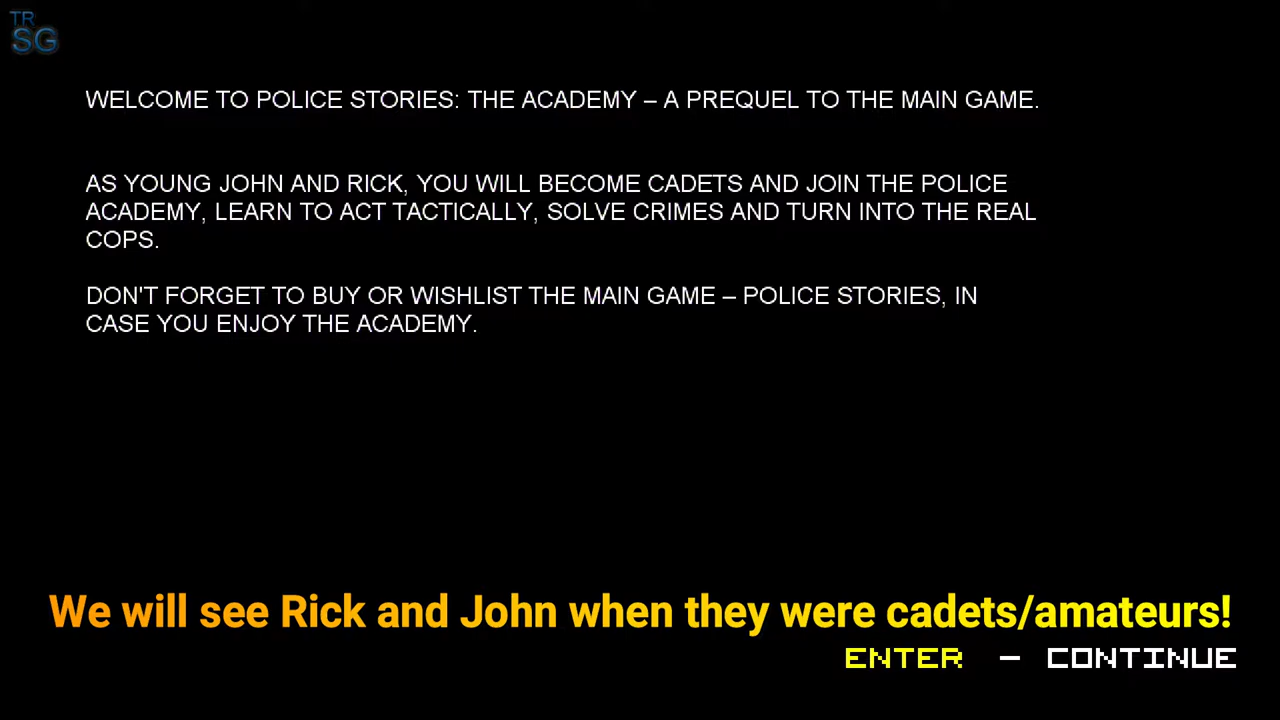 TR
SG
WELCOME TO POLICE STORIES: THE ACADEMY – A PREQUEL TO THE MAIN GAME.
AS YOUNG JOHN AND RICK, YOU WILL BECOME CADETS AND JOIN THE POLICE
ACADEMY, LEARN TO ACT TACTICALLY, SOLVE CRIMES AND TURN INTO THE REAL
COPS.
DON'T FORGET TO BUY OR WISHLIST THE MAIN GAME – POLICE STORIES, IN
CASE YOU ENJOY THE ACADEMY.
We will see Rick and John when they were cadets/amateurs!
ENTER – CONTINUE